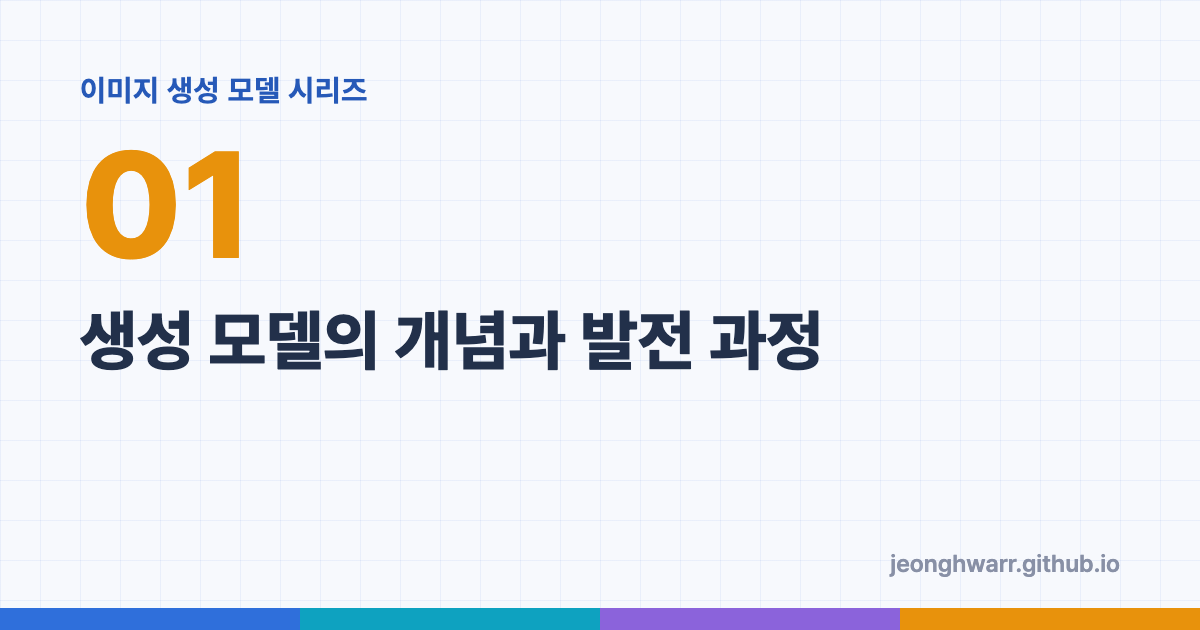 이미지 생성 모델 시리즈
01
생성 모델의 개념과 발전 과정
jeonghwarr.github.io